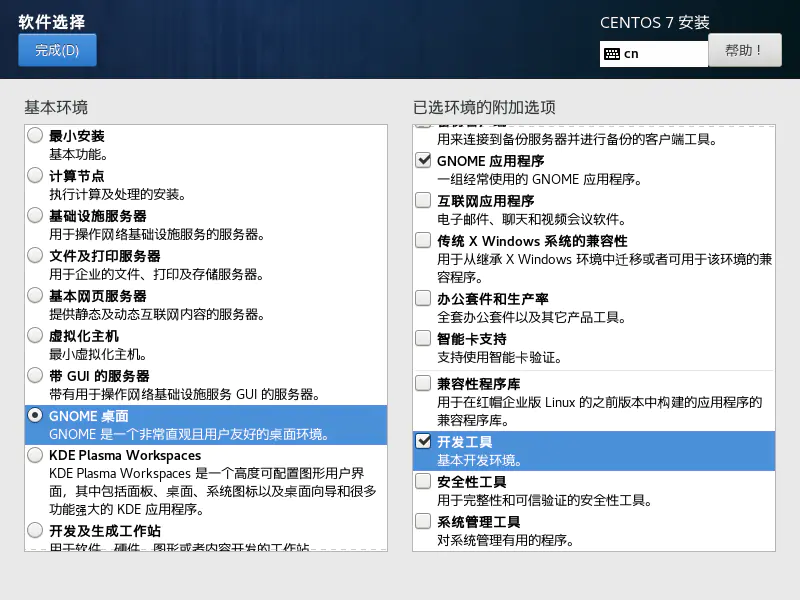 软件选择
CENTOS 7 安装
完成(D)
cn
帮助！
基本环境
最小安装
基本功能。
计算节点
执行计算及处理的安装。
基础设施服务器
用于操作网络基础设施服务的服务器。
文件及打印服务器
用于企业的文件、打印及存储服务器。
基本网页服务器
提供静态及动态互联网内容的服务器。
虚拟化主机
最小虚拟化主机。
带 GUI 的服务器
带有用于操作网络基础设施服务 GUI 的服务器。
GNOME 桌面
GNOME 是一个非常直观且用户友好的桌面环境。
KDE Plasma Workspaces
KDE Plasma Workspaces 是一个高度可配置图形用户界
面，其中包括面板、桌面、系统图标以及桌面向导和很多
功能强大的 KDE 应用程序。
开发及生成工作站
用于软件、硬件、图形或者内容开发的工作站
已选环境的附加选项
用来连接到备份服务器并进行备份的客户端工具。
GNOME 应用程序
一组经常使用的 GNOME 应用程序。
互联网应用程序
电子邮件、聊天和视频会议软件。
传统 X Windows 系统的兼容性
用于从继承 X Windows 环境中迁移或者可用于该环境的兼
容程序。
办公套件和生产率
全套办公套件以及其它产品工具。
智能卡支持
支持使用智能卡验证。
兼容性程序库
用于在红帽企业版 Linux 的之前版本中构建的应用程序的
兼容程序库。
开发工具
基本开发环境。
安全性工具
用于完整性和可信验证的安全性工具。
系统管理工具
对系统管理有用的程序。